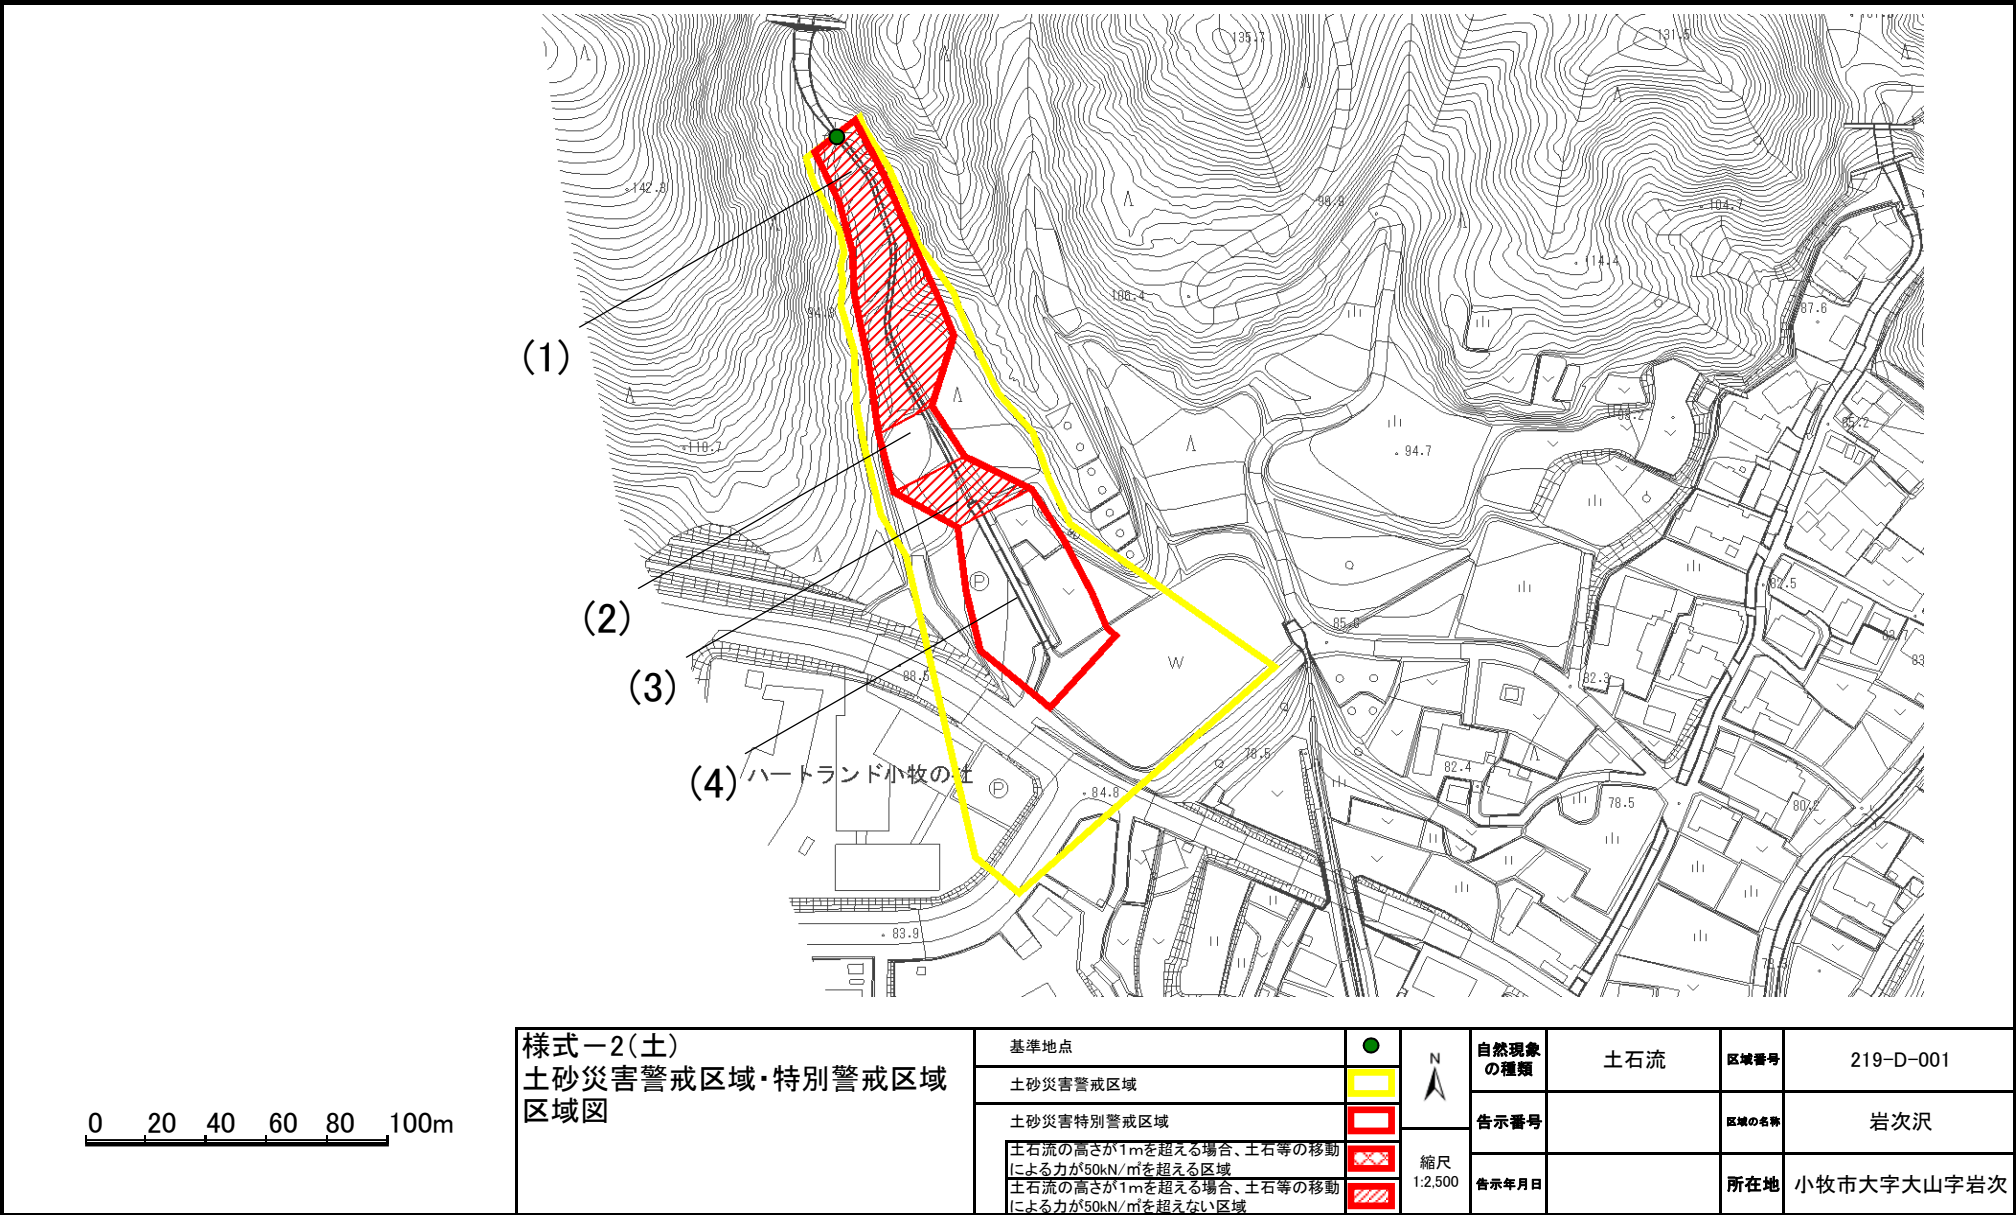 135.7
131.5
142.3
99.9
104.7
114.4
106.4
94.3
87.6
110.7
94.7
85.2
(1)
(2)
(3)
(4)
P
W
85.6
82.5
82.3
88.5
78.5
82.4
78.5
80.2
84.8
83.9
ハートランド小牧の杜
P
0 20 40 60 80 100m
様式－2(土)
土砂災害警戒区域・特別警戒区域
区域図
基準地点
土砂災害警戒区域
土砂災害特別警戒区域
土石流の高さが1mを超える場合、土石等の移動
による力が50kN/㎡を超える区域
土石流の高さが1mを超える場合、土石等の移動
による力が50kN/㎡を超えない区域
N
縮尺
1:2,500
自然現象
の種類
土石流
区域番号
219-D-001
告示番号
区域の名称
岩次沢
告示年月日
所在地
小牧市大字大山字岩次